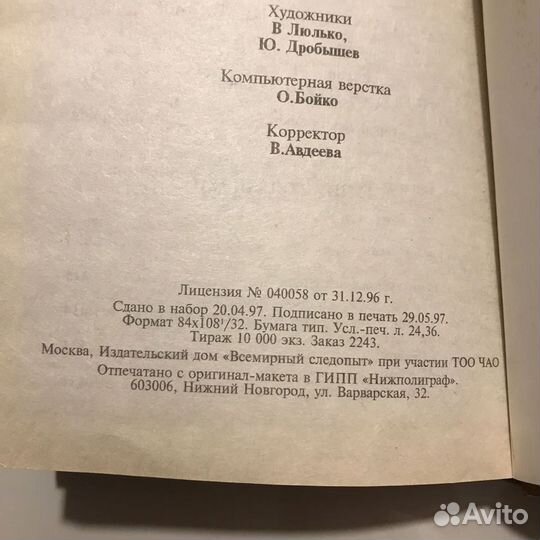 Художники
В Люлько,
Ю. Дробышев
Компьютерная верстка
О.Бойко
Корректор
В.Авдеева
Лицензия № 040058 от 31.12.96 г.
Сдано в набор 20.04.97. Подписано в печать 29.05.97.
Формат 84x108¹/32. Бумага тип. Усл.-печ. л. 24,36.
Тираж 10 000 экз. Заказ 2243.
Москва, Издательский дом «Всемирный следопыт» при участии ТОО ЧАО
Отпечатано с оригинал-макета в ГИПП «Нижполиграф».
603006, Нижний Новгород, ул. Варварская, 32.
Avito